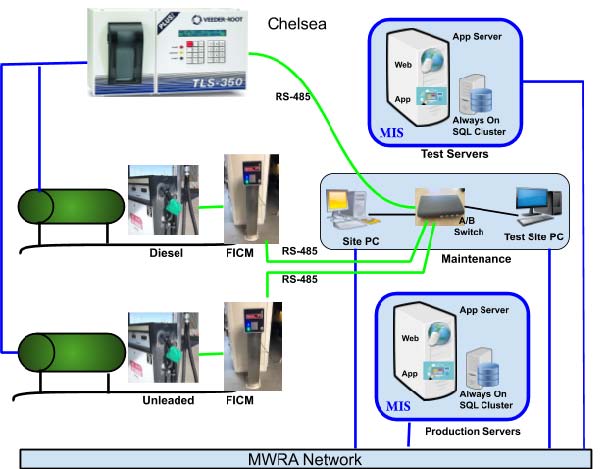 Chelsea
PLUS!
VEEDER-ROOT
TLS-350
RS-485
App Server
Web
App
MIS
Always On
SQL Cluster
Test Servers
Diesel
FICM
RS-485
Site PC
A/B
Switch
Test Site PC
Maintenance
RS-485
App Server
Web
App
MIS
Always On
SQL Cluster
Production Servers
Unleaded
FICM
MWRA Network